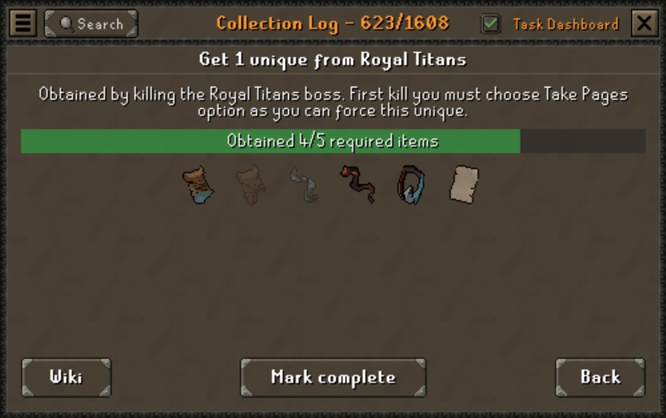 Search
Collection Log - 623/1608
Task Dashboard
Get 1 unique from Royal Titans
Obtained by killing the Royal Titans boss. First kill you must choose Take Pages
option as you can force this unique.
Obtained 4/5 required items
Wiki
Mark complete
Back